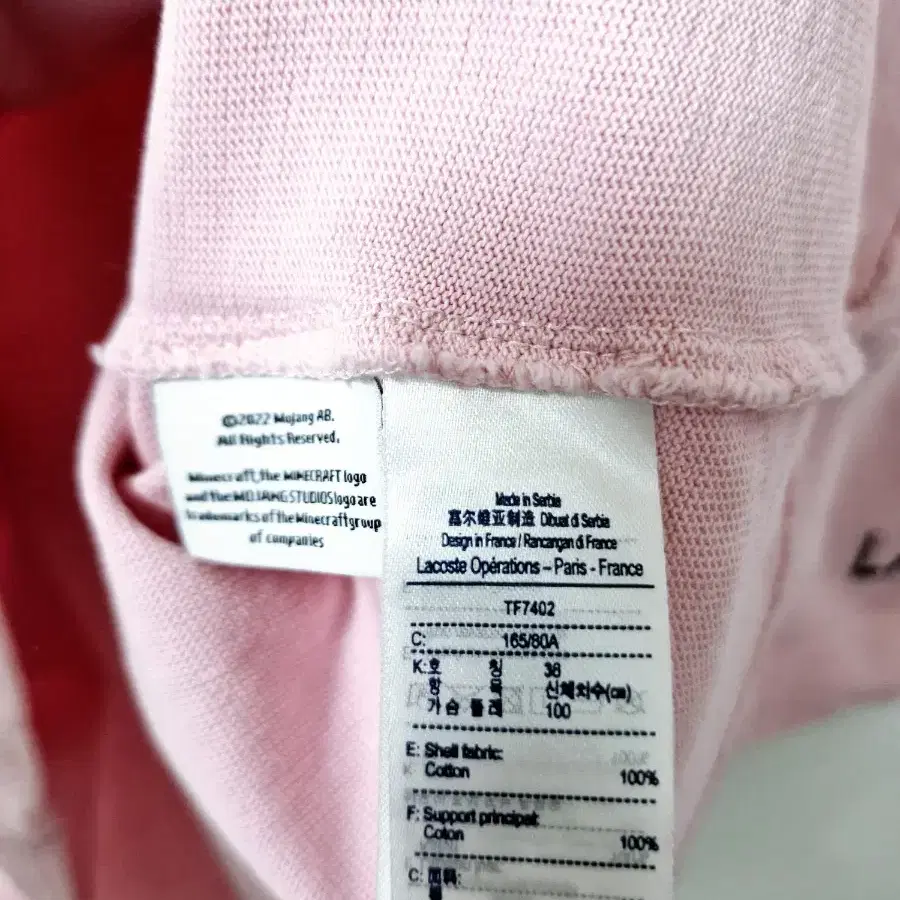 ©2022 Mojang AB.
All Rights Reserved.
Minecraft, the MINECRAFT logo
and the MOJANG STUDIOS logo are
trademarks of the Minecraft group
of companies
Made in Serbia
塞尔维亚制造 Dibuat di Serbia
Design in France / Rancangan di France
Lacoste Opérations – Paris - France
TF7402
C: 165/80A
K: 호 칭 38
항 목 신체치수(cm)
가슴 둘레 100
E: Shell fabric:
Cotton 100%
F: Support principal:
Coton 100%
C: 面料: